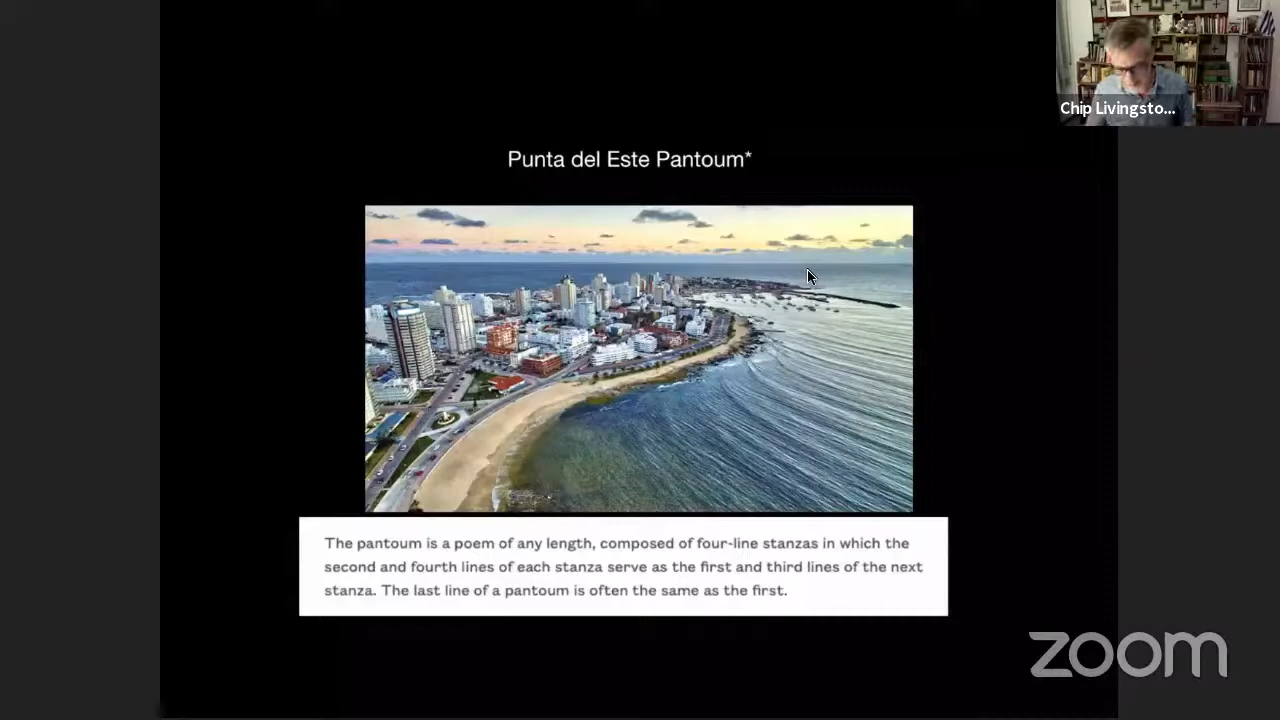 Chip Livingsto...
Punta del Este Pantoum*
The pantoum is a poem of any length, composed of four-line stanzas in which the
second and fourth lines of each stanza serve as the first and third lines of the next
stanza. The last line of a pantoum is often the same as the first.
zoom